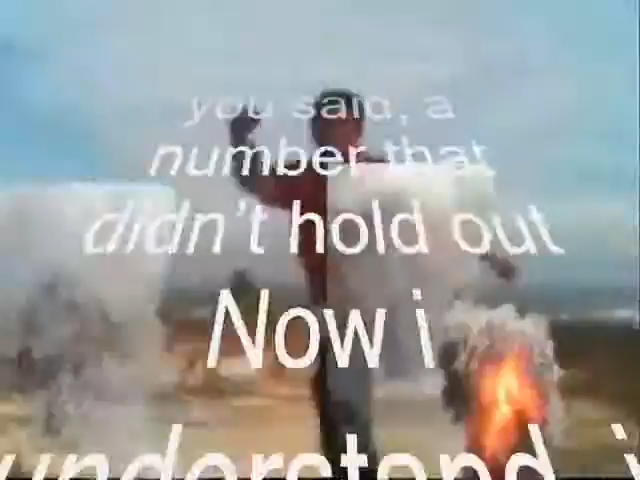 you said, a
number that
didn't hold out
Now i
understand, i